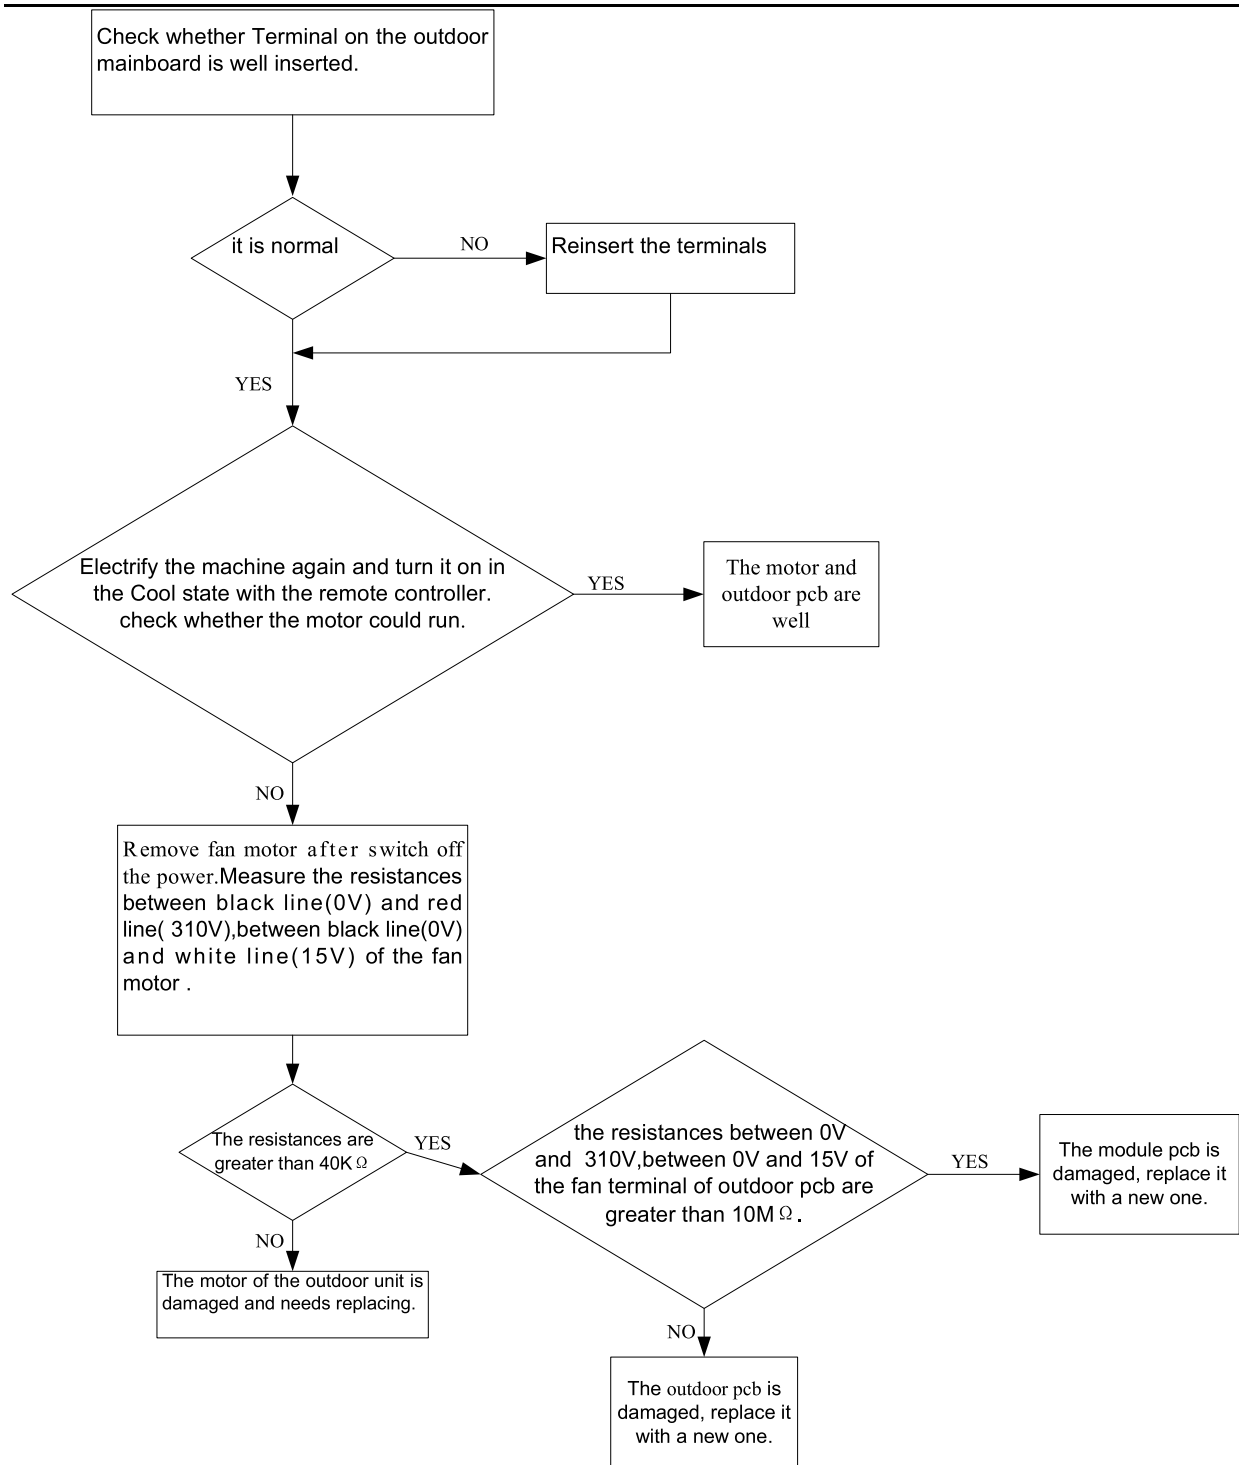 Check whether Terminal on the outdoor
mainboard is well inserted.
it is normal
NO
Reinsert the terminals
YES
Electrify the machine again and turn it on in
the Cool state with the remote controller.
check whether the motor could run.
YES
The motor and
outdoor pcb are
well
NO
Remove fan motor after switch off
the power.Measure the resistances
between black line(0V) and red
line( 310V),between black line(0V)
and white line(15V) of the fan
motor .
The resistances are
greater than 40K Ω
YES
the resistances between 0V
and 310V,between 0V and 15V of
the fan terminal of outdoor pcb are
greater than 10M Ω .
YES
The module pcb is
damaged, replace it
with a new one.
NO
The motor of the outdoor unit is
damaged and needs replacing.
NO
The outdoor pcb is
damaged, replace it
with a new one.